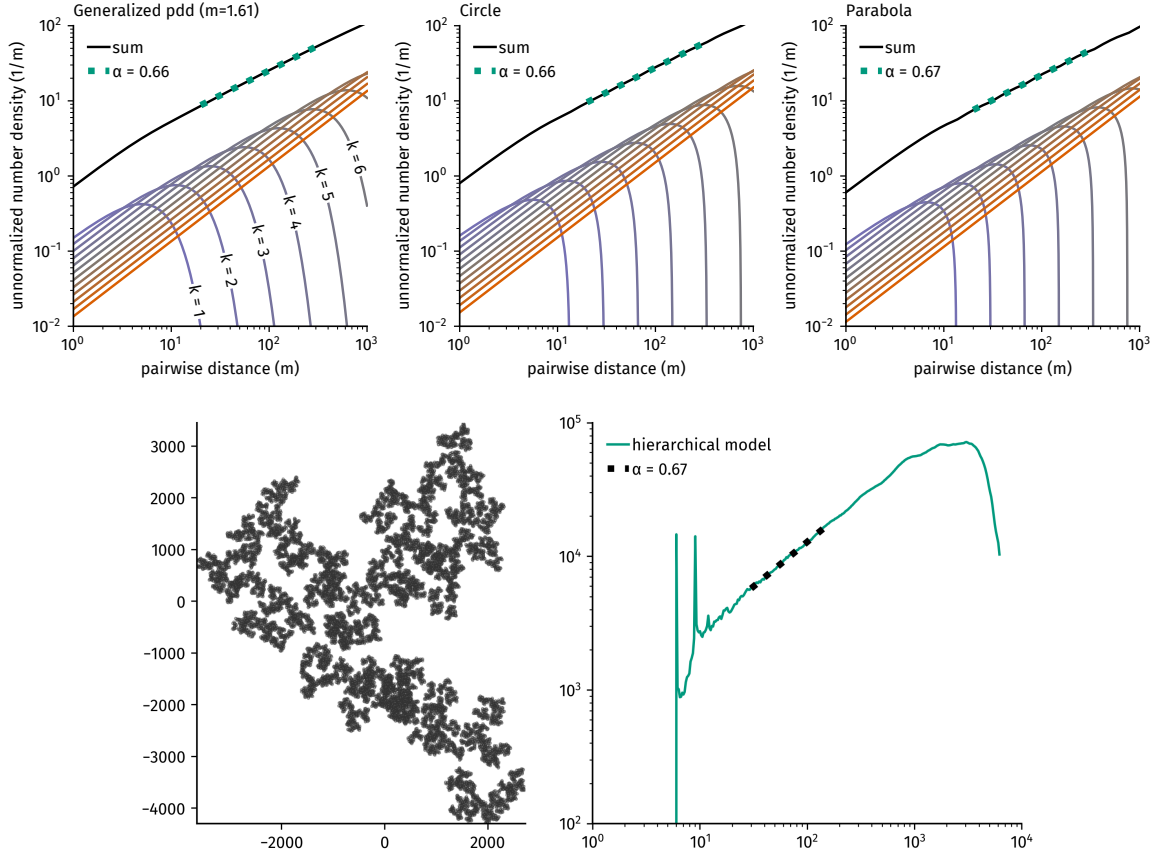 Generalized pdd (m=1.61)
unnormalized number density (1/m)
10²
10¹
10⁰
10⁻¹
10⁻²
sum
α = 0.66
k = 1
k = 2
k = 3
k = 4
k = 5
k = 6
10⁰
10¹
10²
10³
pairwise distance (m)
Circle
unnormalized number density (1/m)
10²
10¹
10⁰
10⁻¹
10⁻²
sum
α = 0.66
10⁰
10¹
10²
10³
pairwise distance (m)
Parabola
unnormalized number density (1/m)
10²
10¹
10⁰
10⁻¹
10⁻²
sum
α = 0.67
10⁰
10¹
10²
10³
pairwise distance (m)
3000
2000
1000
0
−1000
−2000
−3000
−4000
−2000
0
2000
10⁵
10⁴
10³
10²
hierarchical model
α = 0.67
10⁰
10¹
10²
10³
10⁴